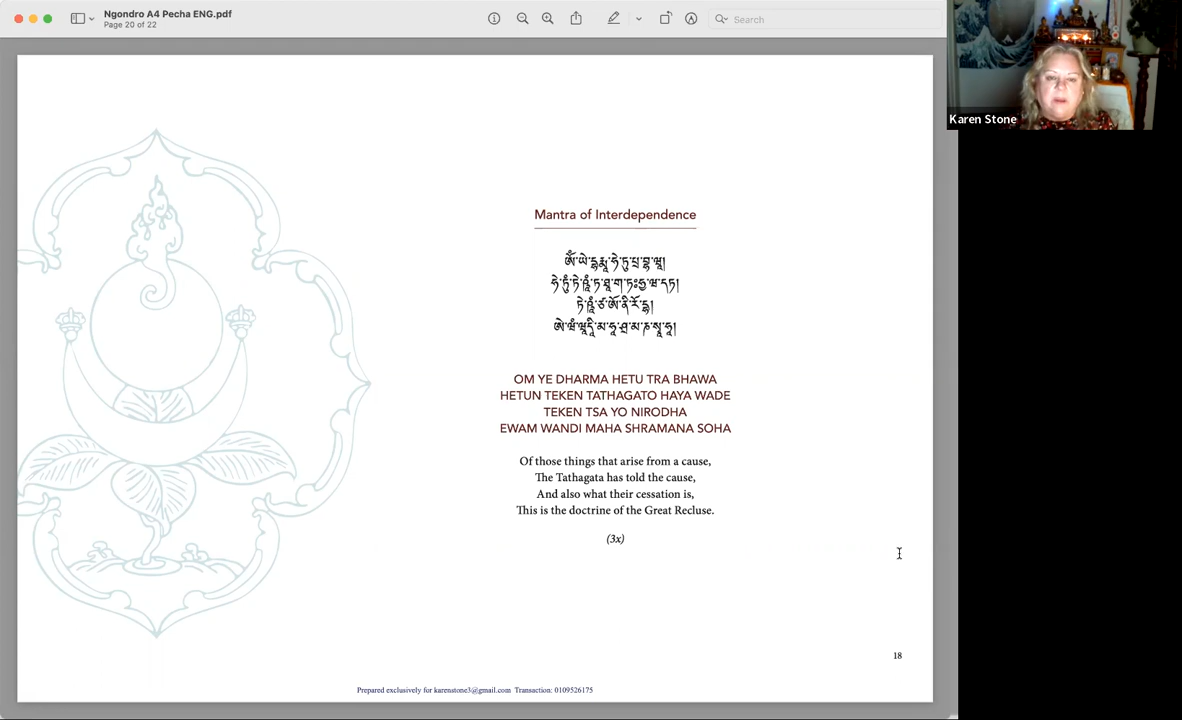 Ngondro A4 Pecha ENG.pdf
Page 20 of 22
Search
Karen Stone
Mantra of Interdependence
OM YE DHARMA HETU TRA BHAWA
HETUN TEKEN TATHAGATO HAYA WADE
TEKEN TSA YO NIRODHA
EWAM WANDI MAHA SHRAMANA SOHA
Of those things that arise from a cause,
The Tathagata has told the cause,
And also what their cessation is,
This is the doctrine of the Great Recluse.
(3x)
18
Prepared exclusively for karenstone3@gmail.com Transaction: 0109526175